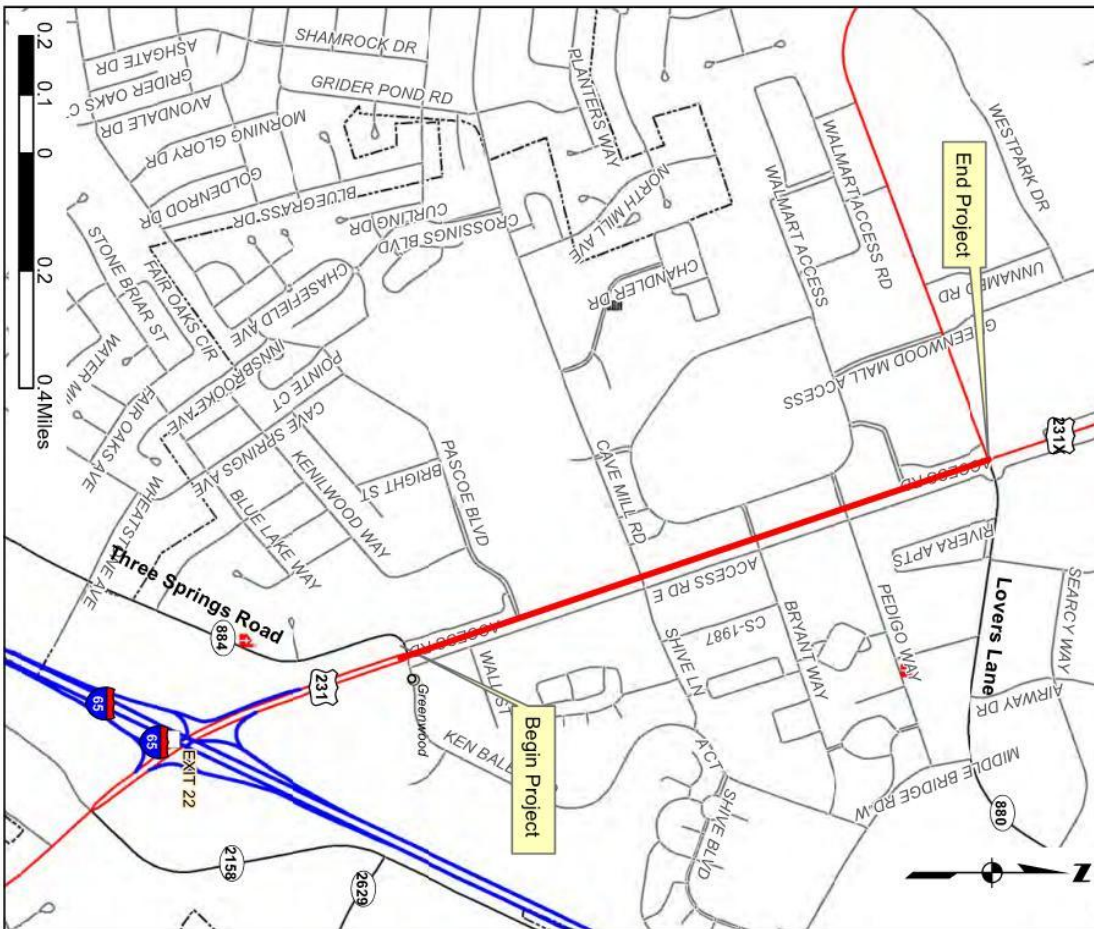 SHAMROCK DR
ASHGATE DR
GRIDER OAKS C
AVONDALE DR
GRIDER POND RD
MORNING GLORY DR
GOLDENROD DR
BLUEGRASS DR
CURLING DR
CROSSINGS BLVD
PLANTERS WAY
NORTH MILL AVE
CHANDLER DR
WALMART ACCESS RD
WALMART ACCESS
WESTPARK DR
End Project
UNNAMED RD
GREENWOOD MALL ACCESS
231X
ACCESS RD
STONE BRIAR ST
FAIR OAKS CIR
CHASEFIELD AVE
INNSBROOKE AVE
POINTE CT
WATER MI
FAIR OAKS AVE
CAVE SPRINGS AVE
KENILWOOD WAY
BRIGHT ST
PASCOE BLVD
CAVE MILL RD
WHEATSTONE AVE
BLUE LAKE WAY
Three Springs Road
884
ACCESS RD
ACCESS RD E
WALL ST
231
Greenwood
KEN BALE
Begin Project
SHIVE LN
CS-1987
BRYANT WAY
PEDIGO WAY
RIVERA APTS
Lovers Lane
SEARCY WAY
AIRWAY DR
MIDDLE BRIDGE RD W
880
A CT
SHIVE BLVD
65
65
EXIT 22
2158
2629
N
0.2 0.1 0 0.2 0.4 Miles